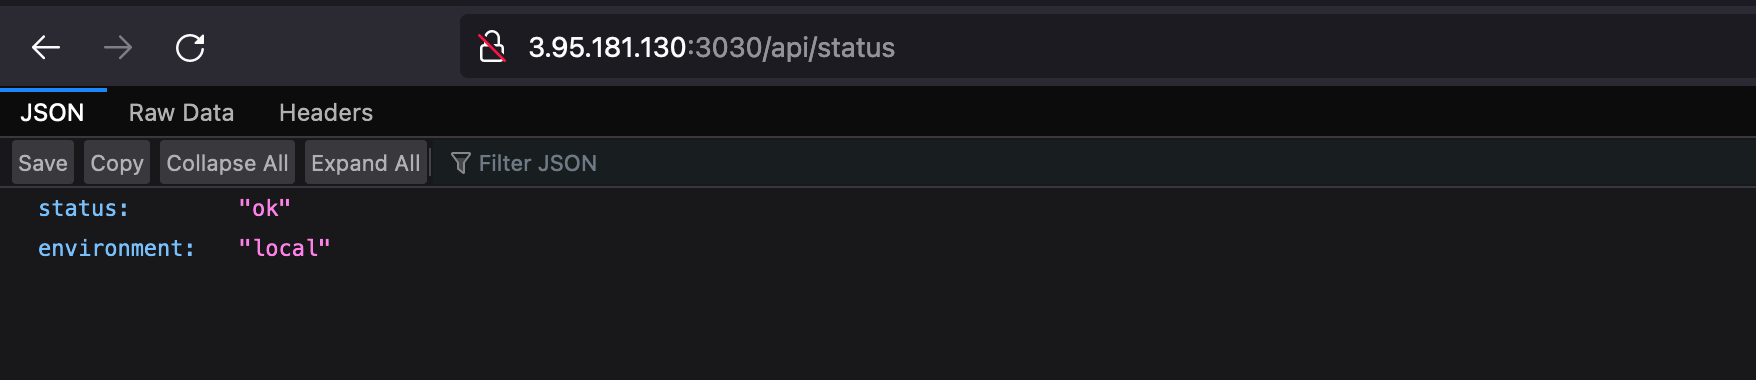 3.95.181.130:3030/api/status
JSON Raw Data Headers
Save Copy Collapse All Expand All Filter JSON
status: "ok"
environment: "local"